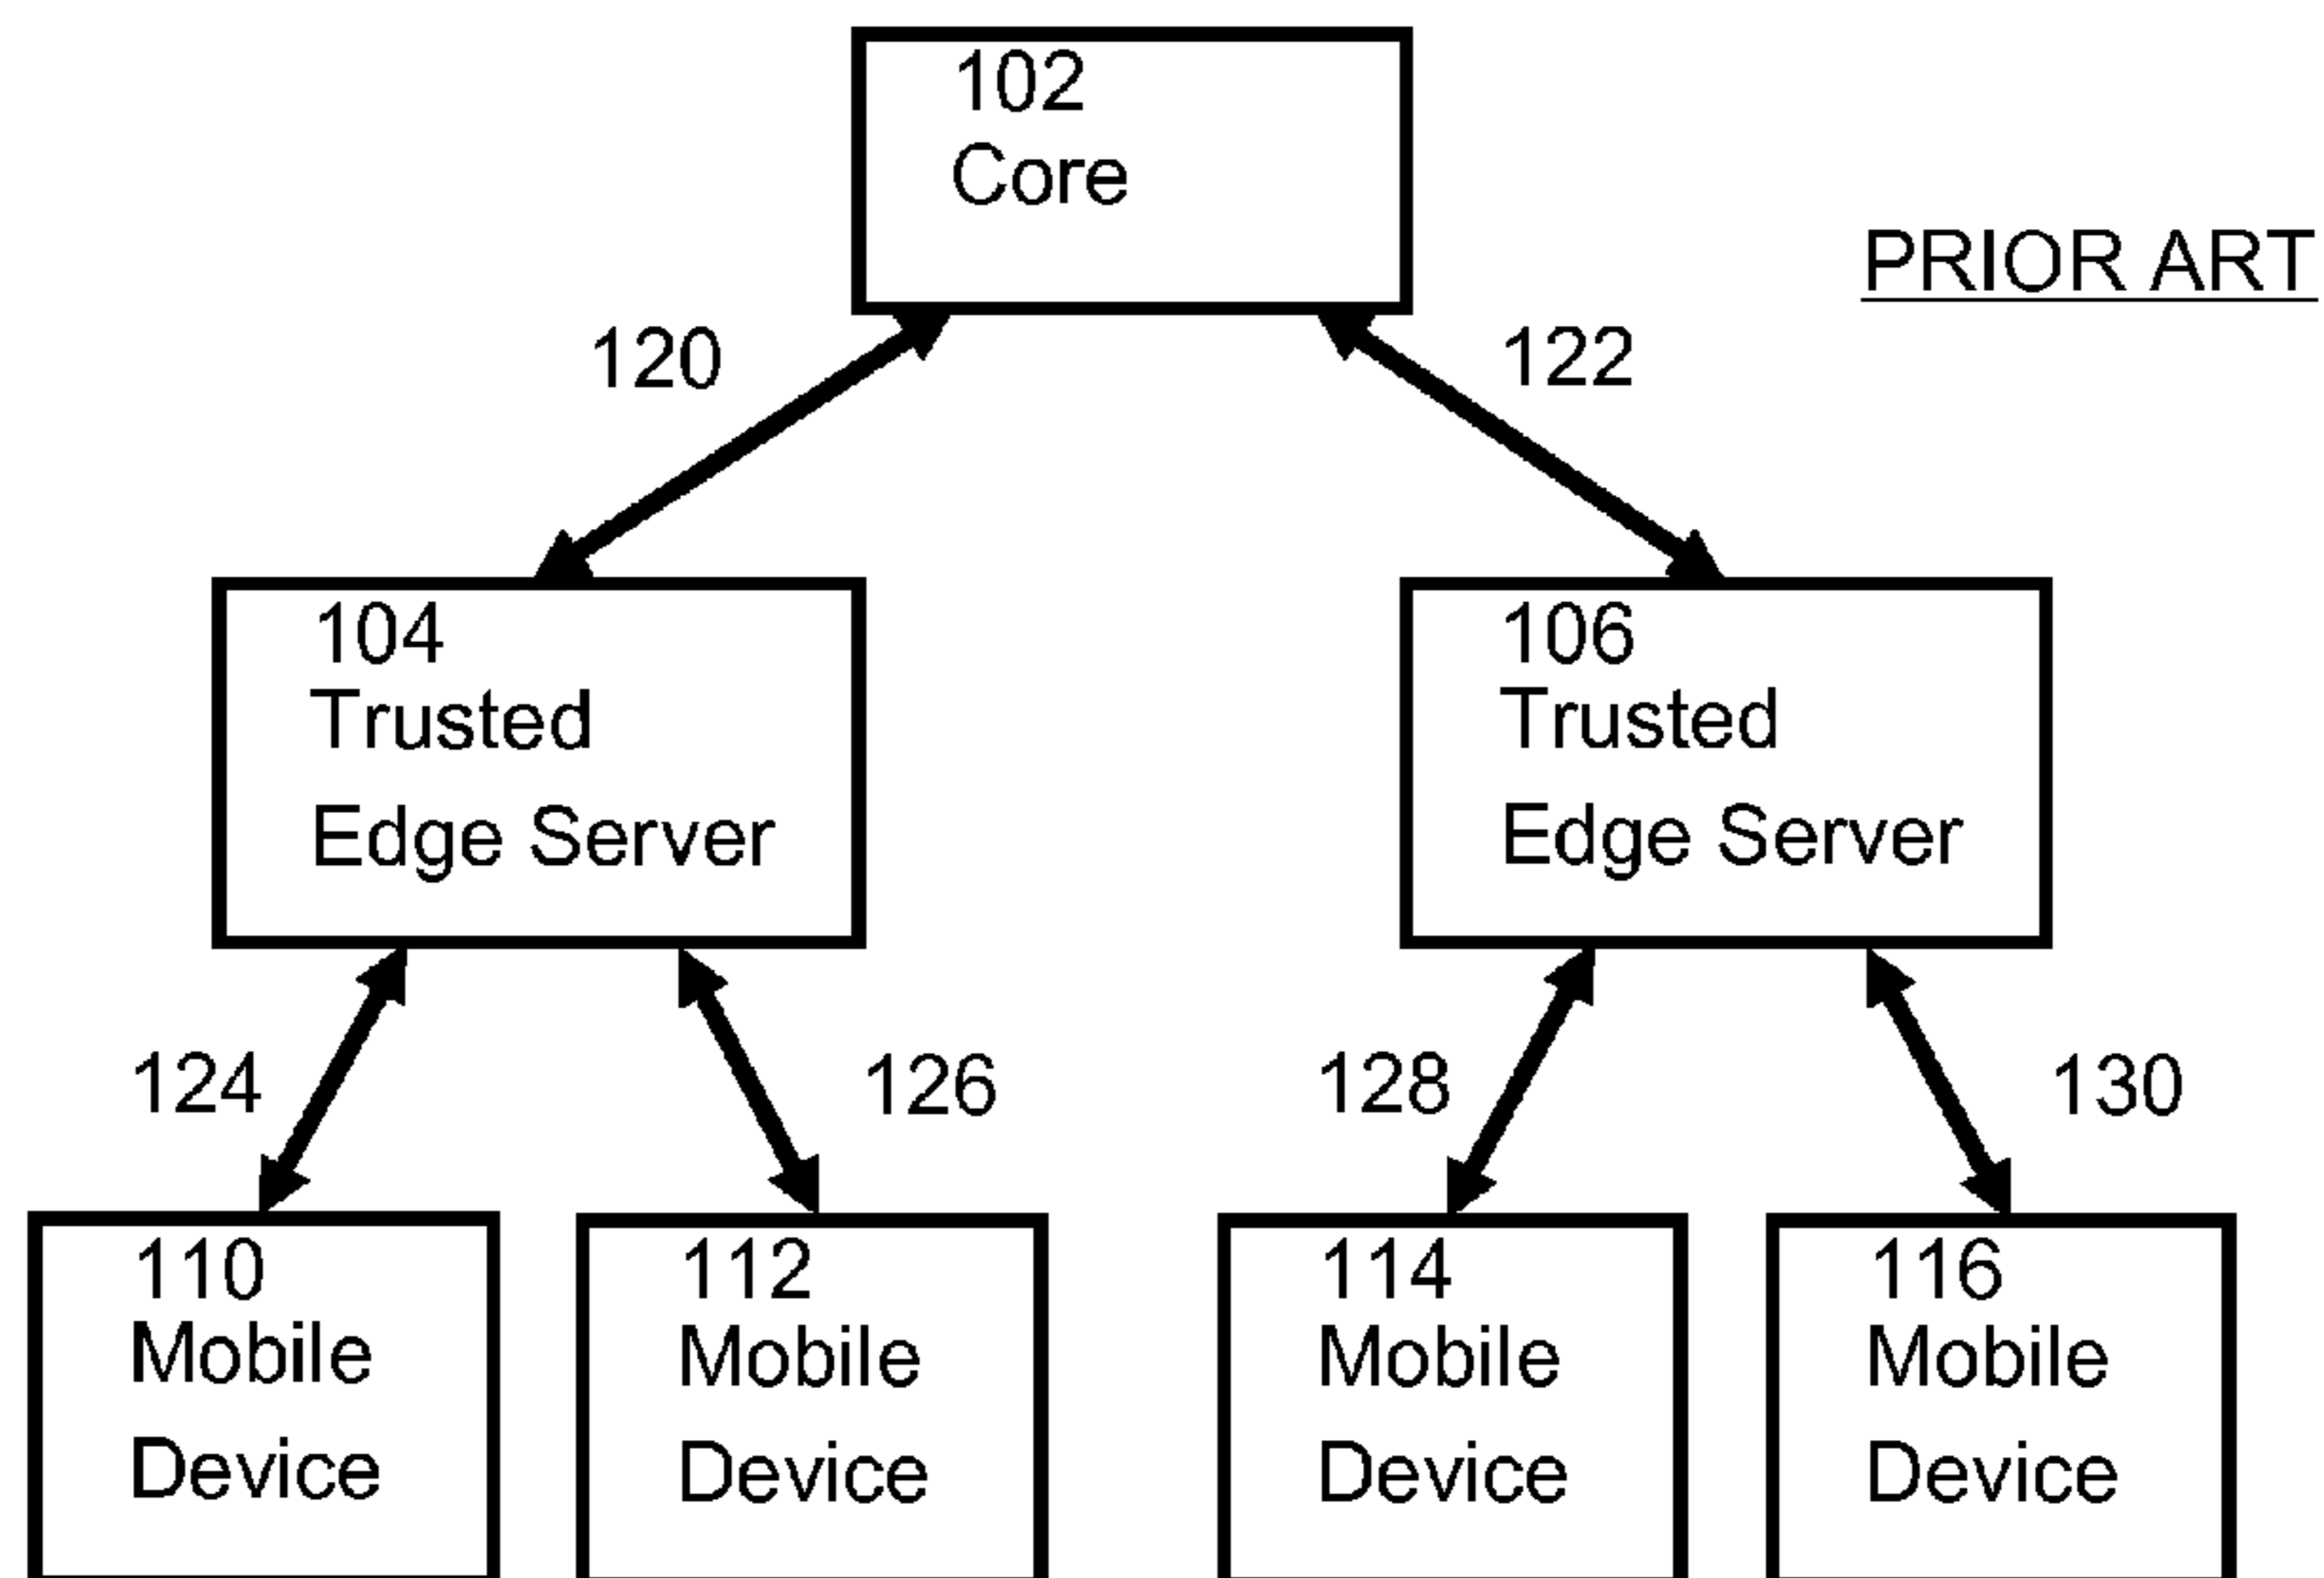 102
Core
PRIOR ART
120
122
104
Trusted
Edge Server
106
Trusted
Edge Server
124
126
128
130
110
Mobile
Device
112
Mobile
Device
114
Mobile
Device
116
Mobile
Device